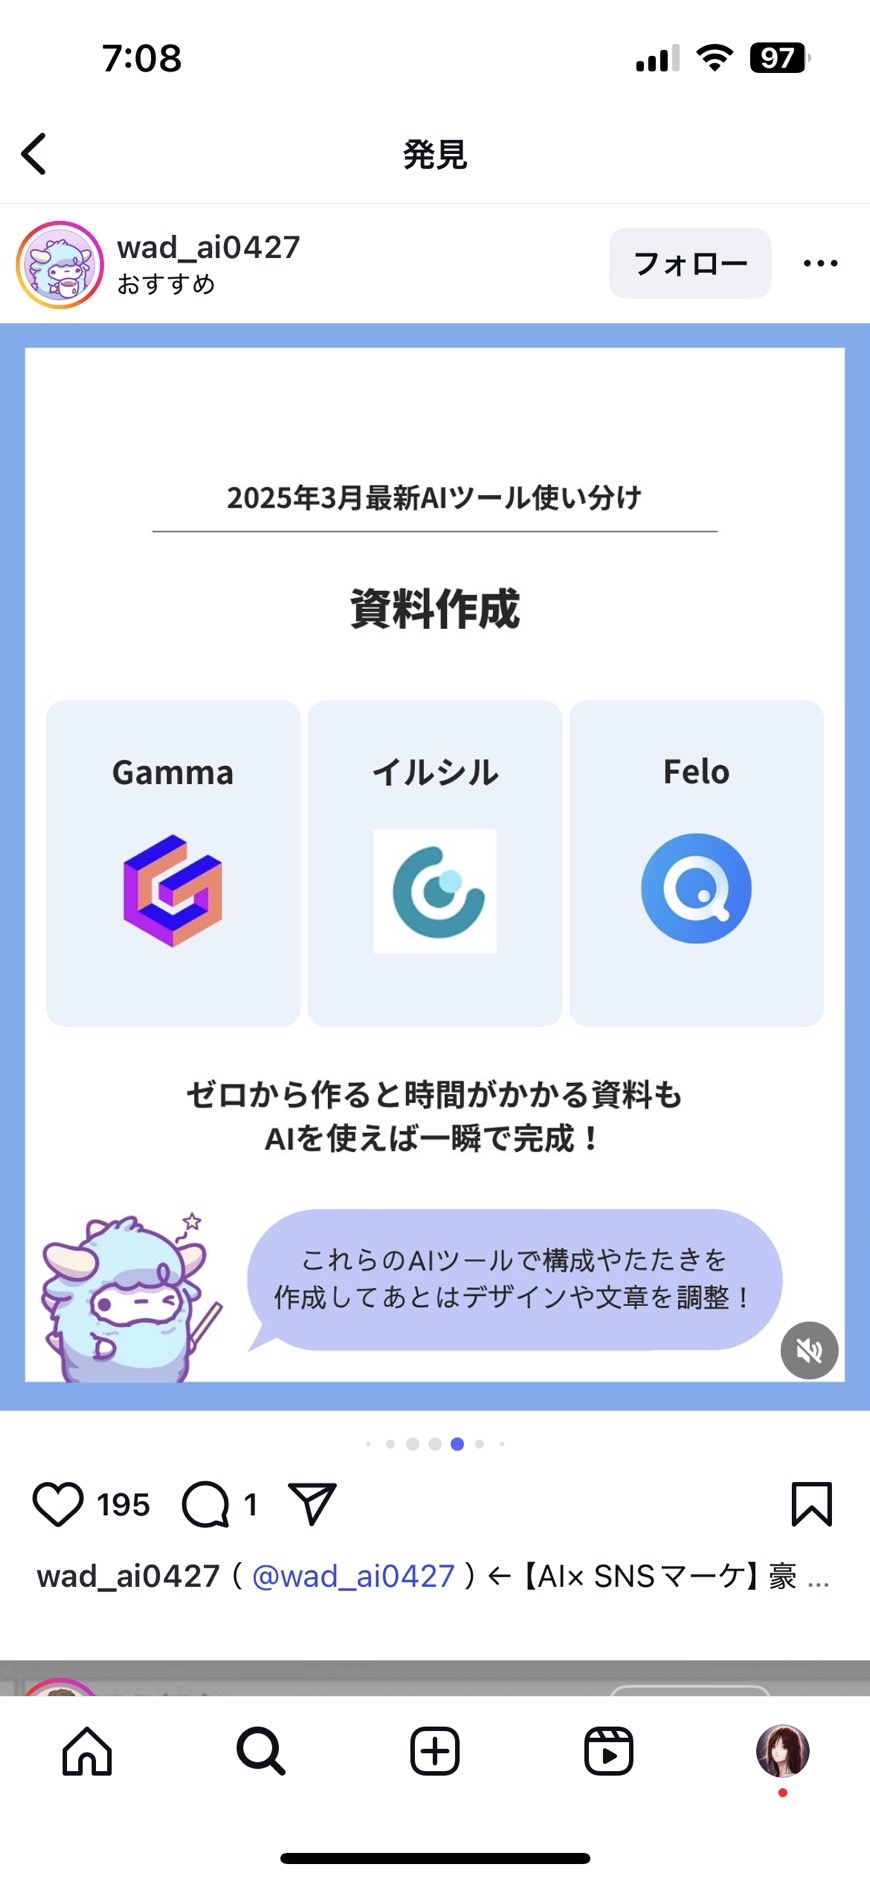 7:08
97
発見
wad_ai0427
おすすめ
フォロー
2025年3月最新AIツール使い分け
資料作成
Gamma
イルシル
Felo
ゼロから作ると時間がかかる資料も
AIを使えば一瞬で完成！
これらのAIツールで構成やたたきを
作成してあとはデザインや文章を調整！
195
1
wad_ai0427（ @wad_ai0427 ）←【AI× SNSマーケ】豪 ...